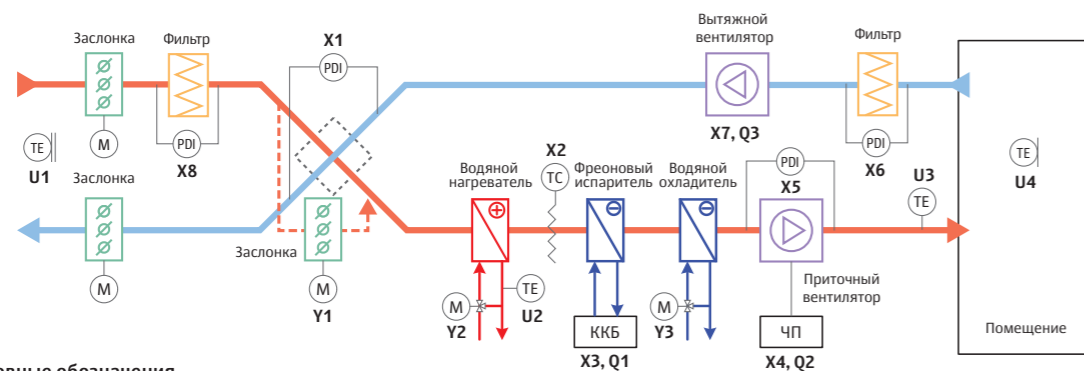 Заслонка
Фильтр
X1
PDI
Вытяжной
вентилятор
Фильтр
TE
U1
M
PDI
X8
X7, Q3
PDI
X6
TE
U4
Заслонка
M
Заслонка
M
Y1
Водяной
нагреватель
X2
TC
Фреоновый
испаритель
Водяной
охладитель
PDI
X5
U3
TE
M
Y2
TE
U2
ККБ
X3, Q1
M
Y3
Приточный
вентилятор
ЧП
X4, Q2
Помещение